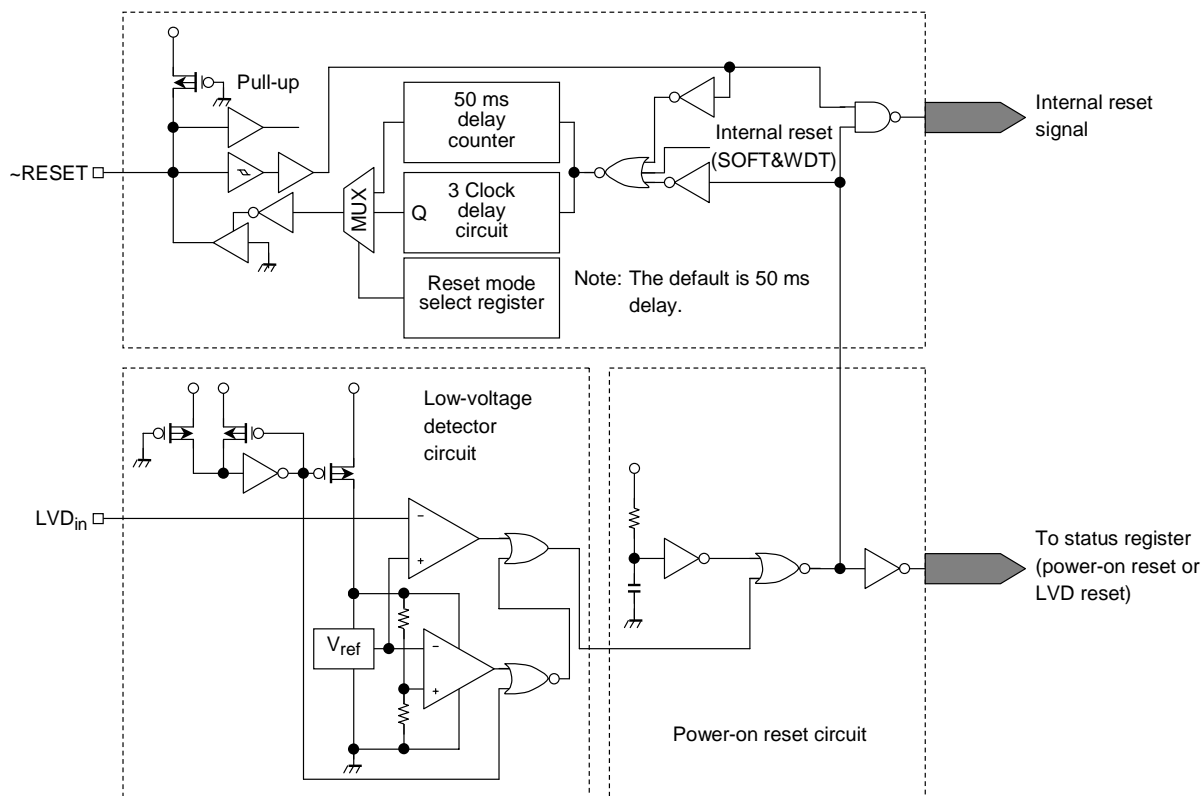 Pull-up
50 ms
delay
counter
Internal reset
signal
Internal reset
(SOFT&WDT)
~RESET
MUX
Q
3 Clock
delay
circuit
Reset mode
select register
Note: The default is 50 ms
delay.
Low-voltage
detector
circuit
LVDin
To status register
(power-on reset or
LVD reset)
−
+
Vref
−
+
Power-on reset circuit